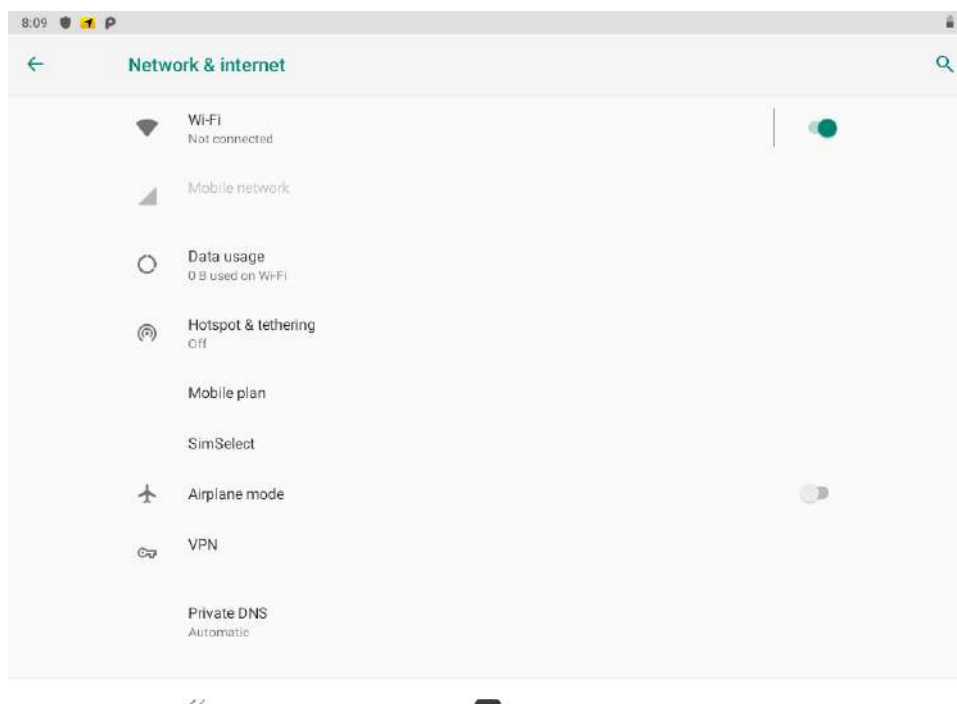 8:09
Network & internet
Wi-Fi
Not connected
Mobile network
Data usage
0 B used on Wi-Fi
Hotspot & tethering
Off
Mobile plan
SimSelect
Airplane mode
VPN
Private DNS
Automatic